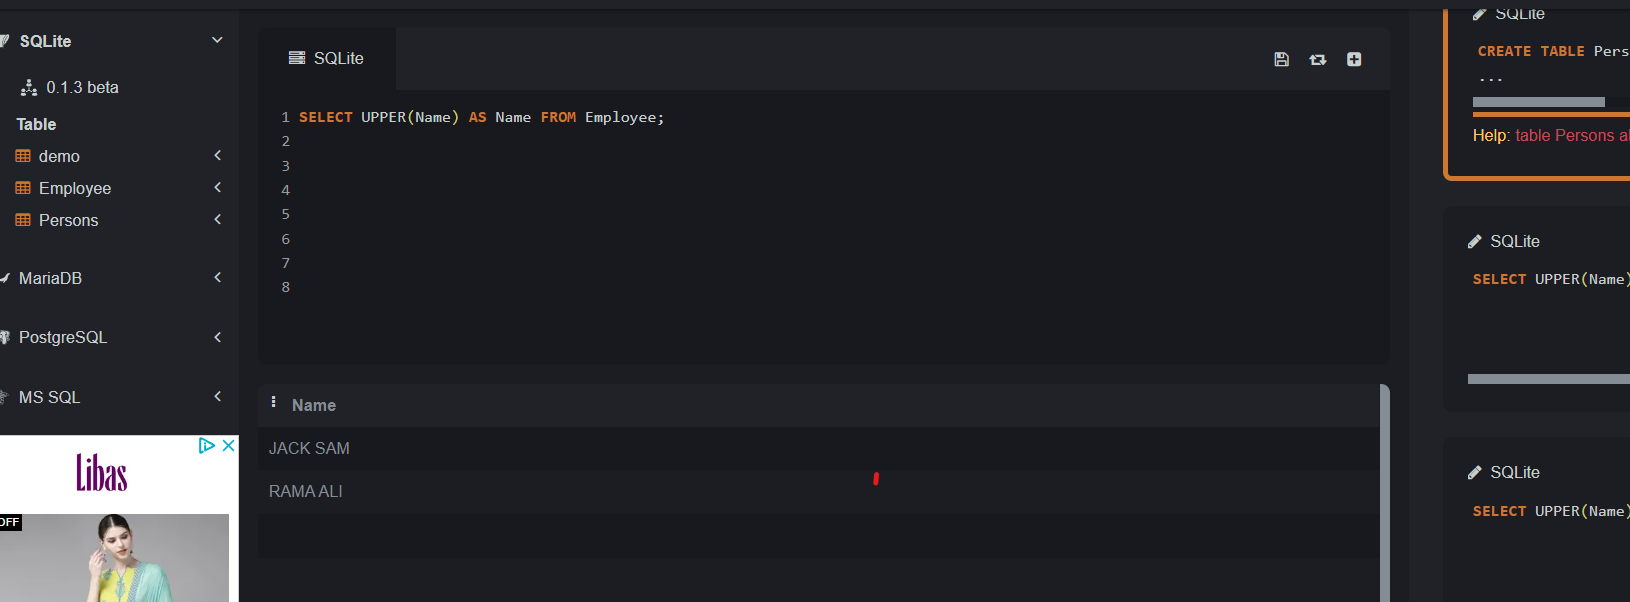 SQLite
0.1.3 beta
Table
demo
Employee
Persons
MariaDB
PostgreSQL
MS SQL
Libas
OFF
SQLite
1 SELECT UPPER(Name) AS Name FROM Employee;
2
3
4
5
6
7
8
Name
JACK SAM
RAMA ALI
SQLite
CREATE TABLE Pers
...
Help: table Persons al
SQLite
SELECT UPPER(Name)
SQLite
SELECT UPPER(Name)